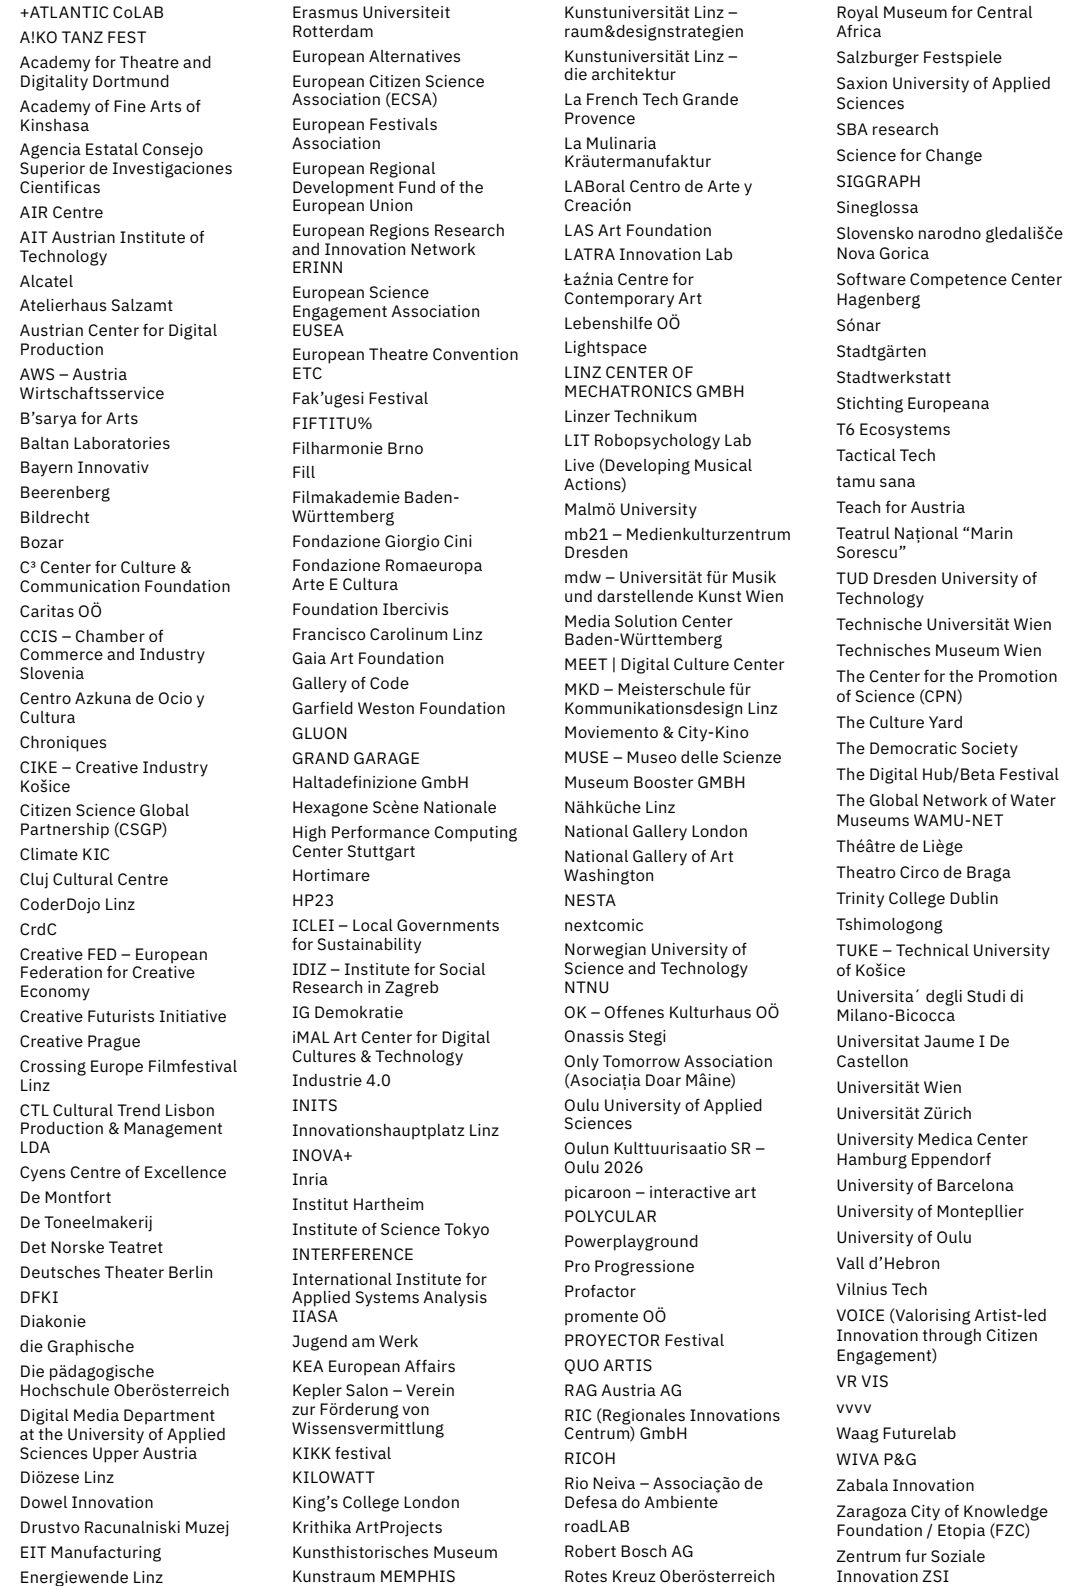 +ATLANTIC CoLAB
A!KO TANZ FEST
Academy for Theatre and
Digitality Dortmund
Academy of Fine Arts of
Kinshasa
Agencia Estatal Consejo
Superior de Investigaciones
Cientificas
AIR Centre
AIT Austrian Institute of
Technology
Alcatel
Atelierhaus Salzamt
Austrian Center for Digital
Production
AWS – Austria
Wirtschaftsservice
B’sarya for Arts
Baltan Laboratories
Bayern Innovativ
Beerenberg
Bildrecht
Bozar
C³ Center for Culture &
Communication Foundation
Caritas OÖ
CCIS – Chamber of
Commerce and Industry
Slovenia
Centro Azkuna de Ocio y
Cultura
Chroniques
CIKE – Creative Industry
Košice
Citizen Science Global
Partnership (CSGP)
Climate KIC
Cluj Cultural Centre
CoderDojo Linz
CrdC
Creative FED – European
Federation for Creative
Economy
Creative Futurists Initiative
Creative Prague
Crossing Europe Filmfestival
Linz
CTL Cultural Trend Lisbon
Production & Management
LDA
Cyens Centre of Excellence
De Montfort
De Toneelmakerij
Det Norske Teatret
Deutsches Theater Berlin
DFKI
Diakonie
die Graphische
Die pädagogische
Hochschule Oberösterreich
Digital Media Department
at the University of Applied
Sciences Upper Austria
Diözese Linz
Dowel Innovation
Drustvo Racunalniski Muzej
EIT Manufacturing
Energiewende Linz
Erasmus Universiteit
Rotterdam
European Alternatives
European Citizen Science
Association (ECSA)
European Festivals
Association
European Regional
Development Fund of the
European Union
European Regions Research
and Innovation Network
ERINN
European Science
Engagement Association
EUSEA
European Theatre Convention
ETC
Fak’ugesi Festival
FIFTITU%
Filharmonie Brno
Fill
Filmakademie Baden-
Württemberg
Fondazione Giorgio Cini
Fondazione Romaeuropa
Arte E Cultura
Foundation Ibercivis
Francisco Carolinum Linz
Gaia Art Foundation
Gallery of Code
Garfield Weston Foundation
GLUON
GRAND GARAGE
Haltadefinizione GmbH
Hexagone Scène Nationale
High Performance Computing
Center Stuttgart
Hortimare
HP23
ICLEI – Local Governments
for Sustainability
IDIZ – Institute for Social
Research in Zagreb
IG Demokratie
iMAL Art Center for Digital
Cultures & Technology
Industrie 4.0
INITS
Innovationshauptplatz Linz
INOVA+
Inria
Institut Hartheim
Institute of Science Tokyo
INTERFERENCE
International Institute for
Applied Systems Analysis
IIASA
Jugend am Werk
KEA European Affairs
Kepler Salon – Verein
zur Förderung von
Wissensvermittlung
KIKK festival
KILOWATT
King’s College London
Krithika ArtProjects
Kunsthistorisches Museum
Kunstraum MEMPHIS
Kunstuniversität Linz –
raum&designstrategien
Kunstuniversität Linz –
die architektur
La French Tech Grande
Provence
La Mulinaria
Kräutermanufaktur
LABoral Centro de Arte y
Creación
LAS Art Foundation
LATRA Innovation Lab
Łaźnia Centre for
Contemporary Art
Lebenshilfe OÖ
Lightspace
LINZ CENTER OF
MECHATRONICS GMBH
Linzer Technikum
LIT Robopsychology Lab
Live (Developing Musical
Actions)
Malmö University
mb21 – Medienkulturzentrum
Dresden
mdw – Universität für Musik
und darstellende Kunst Wien
Media Solution Center
Baden-Württemberg
MEET | Digital Culture Center
MKD – Meisterschule für
Kommunikationsdesign Linz
Moviemento & City-Kino
MUSE – Museo delle Scienze
Museum Booster GMBH
Nähküche Linz
National Gallery London
National Gallery of Art
Washington
NESTA
nextcomic
Norwegian University of
Science and Technology
NTNU
OK – Offenes Kulturhaus OÖ
Onassis Stegi
Only Tomorrow Association
(Asociația Doar Mâine)
Oulu University of Applied
Sciences
Oulun Kulttuurisaatio SR –
Oulu 2026
picaroon – interactive art
POLYCULAR
Powerplayground
Pro Progressione
Profactor
promente OÖ
PROYECTOR Festival
QUO ARTIS
RAG Austria AG
RIC (Regionales Innovations
Centrum) GmbH
RICOH
Rio Neiva – Associação de
Defesa do Ambiente
roadLAB
Robert Bosch AG
Rotes Kreuz Oberösterreich
Royal Museum for Central
Africa
Salzburger Festspiele
Saxion University of Applied
Sciences
SBA research
Science for Change
SIGGRAPH
Sineglossa
Slovensko narodno gledališče
Nova Gorica
Software Competence Center
Hagenberg
Sónar
Stadtgärten
Stadtwerkstatt
Stichting Europeana
T6 Ecosystems
Tactical Tech
tamu sana
Teach for Austria
Teatrul Național “Marin
Sorescu”
TUD Dresden University of
Technology
Technische Universität Wien
Technisches Museum Wien
The Center for the Promotion
of Science (CPN)
The Culture Yard
The Democratic Society
The Digital Hub/Beta Festival
The Global Network of Water
Museums WAMU-NET
Théâtre de Liège
Theatro Circo de Braga
Trinity College Dublin
Tshimologong
TUKE – Technical University
of Košice
Universita´ degli Studi di
Milano-Bicocca
Universitat Jaume I De
Castellon
Universität Wien
Universität Zürich
University Medica Center
Hamburg Eppendorf
University of Barcelona
University of Montepllier
University of Oulu
Vall d’Hebron
Vilnius Tech
VOICE (Valorising Artist-led
Innovation through Citizen
Engagement)
VR VIS
vvvv
Waag Futurelab
WIVA P&G
Zabala Innovation
Zaragoza City of Knowledge
Foundation / Etopia (FZC)
Zentrum fur Soziale
Innovation ZSI